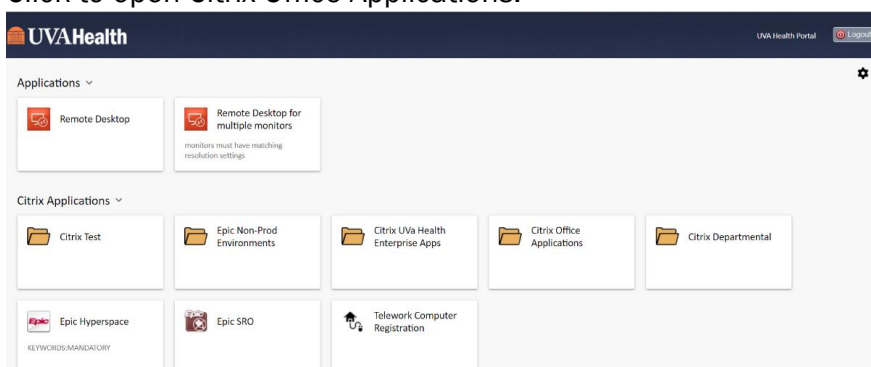 Click to open Citrix Office Applications.
UVAHealth
UVA Health Portal
Logout
Applications
Remote Desktop
Remote Desktop for
multiple monitors
monitors must have matching
resolution settings
Citrix Applications
Citrix Test
Epic Non-Prod
Environments
Citrix UVa Health
Enterprise Apps
Citrix Office
Applications
Citrix Departmental
Epic
Epic Hyperspace
KEYWORDS:MANDATORY
Epic SRO
Telework Computer
Registration